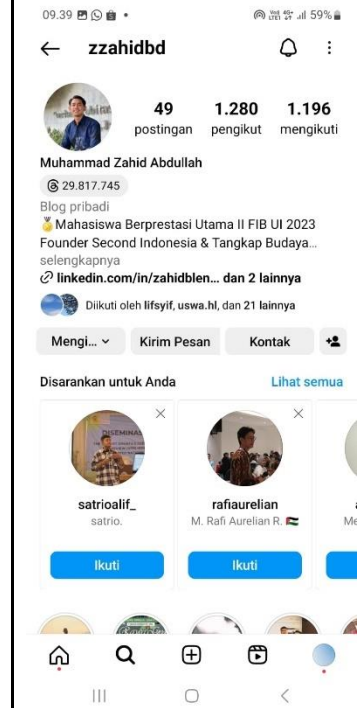 09.39
59%
zzahidbd
49 1.280 1.196
postingan pengikut mengikuti
Muhammad Zahid Abdullah
29.817.745
Blog pribadi
🏅Mahasiswa Berprestasi Utama II FIB UI 2023
Founder Second Indonesia & Tangkap Budaya...
selengkapnya
linkedin.com/in/zahidblen... dan 2 lainnya
Diikuti oleh lifsyif, uswa.hl, dan 21 lainnya
Mengi... Kirim Pesan Kontak
Disarankan untuk Anda Lihat semua
satrioalif_ rafiaurelian
satrio. M. Rafi Aurelian R. 🇵🇸
Ikuti Ikuti